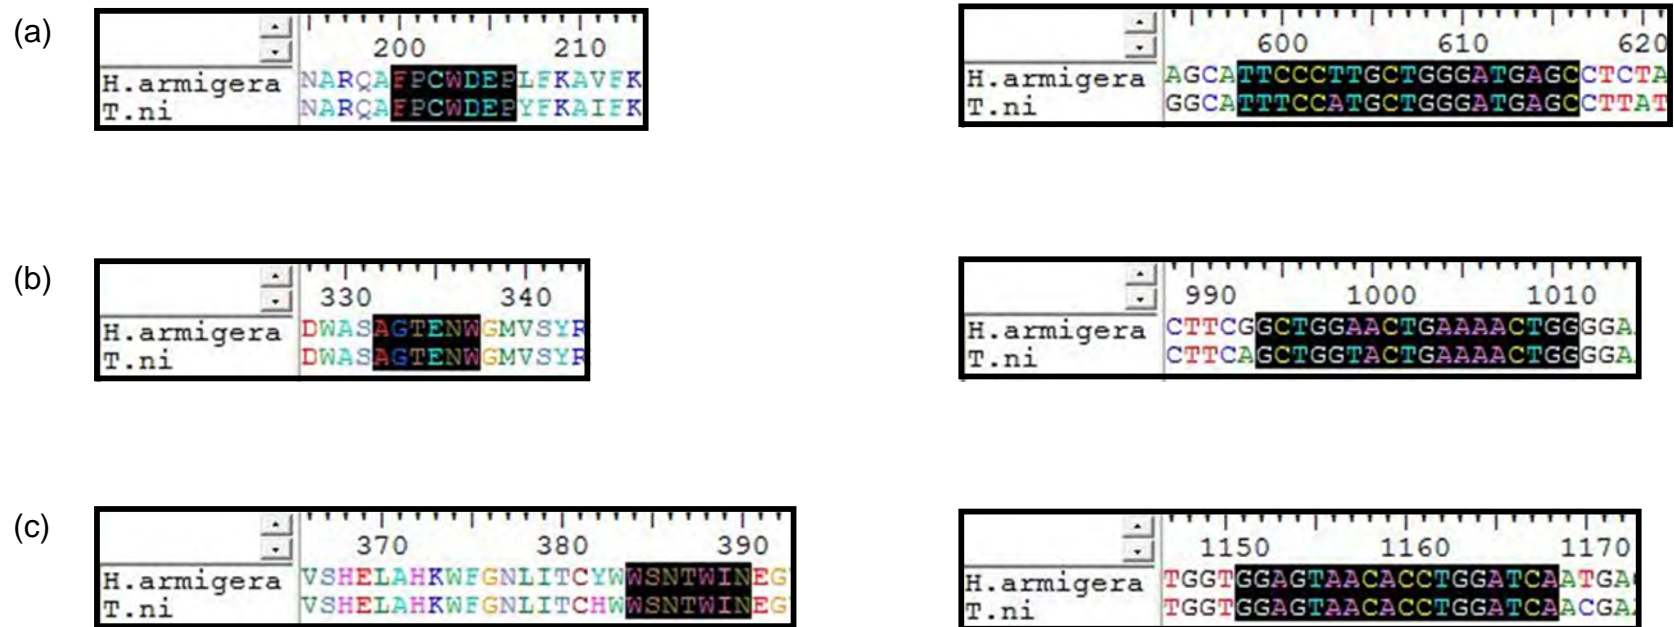 (a)
200 210
H.armigera NARQAFPCWDEPLFKAVFK
T.ni NARQAFPCWDEPYFKAIFK
600 610 620
H.armigera AGCATTCCCTTGCTGGGATGAGCCTCTA
T.ni GGCATTTCCATGCTGGGATGAGCCTTAT
(b)
330 340
H.armigera DWASAGTENWGMVSYR
T.ni DWASAGTENWGMVSYR
990 1000 1010
H.armigera CTTCGGCTGGAACTGAAAACTGGGGA
T.ni CTTCAGCTGGTACTGAAAACTGGGGA
(c)
370 380 390
H.armigera VSHELAHKWFGNLITCYWWSNTWINEG
T.ni VSHELAHKWFGNLITCHWWSNTWINEG
1150 1160 1170
H.armigera TGGTGGAGTAACACCTGGATCAATGA
T.ni TGGTGGAGTAACACCTGGATCAACGA